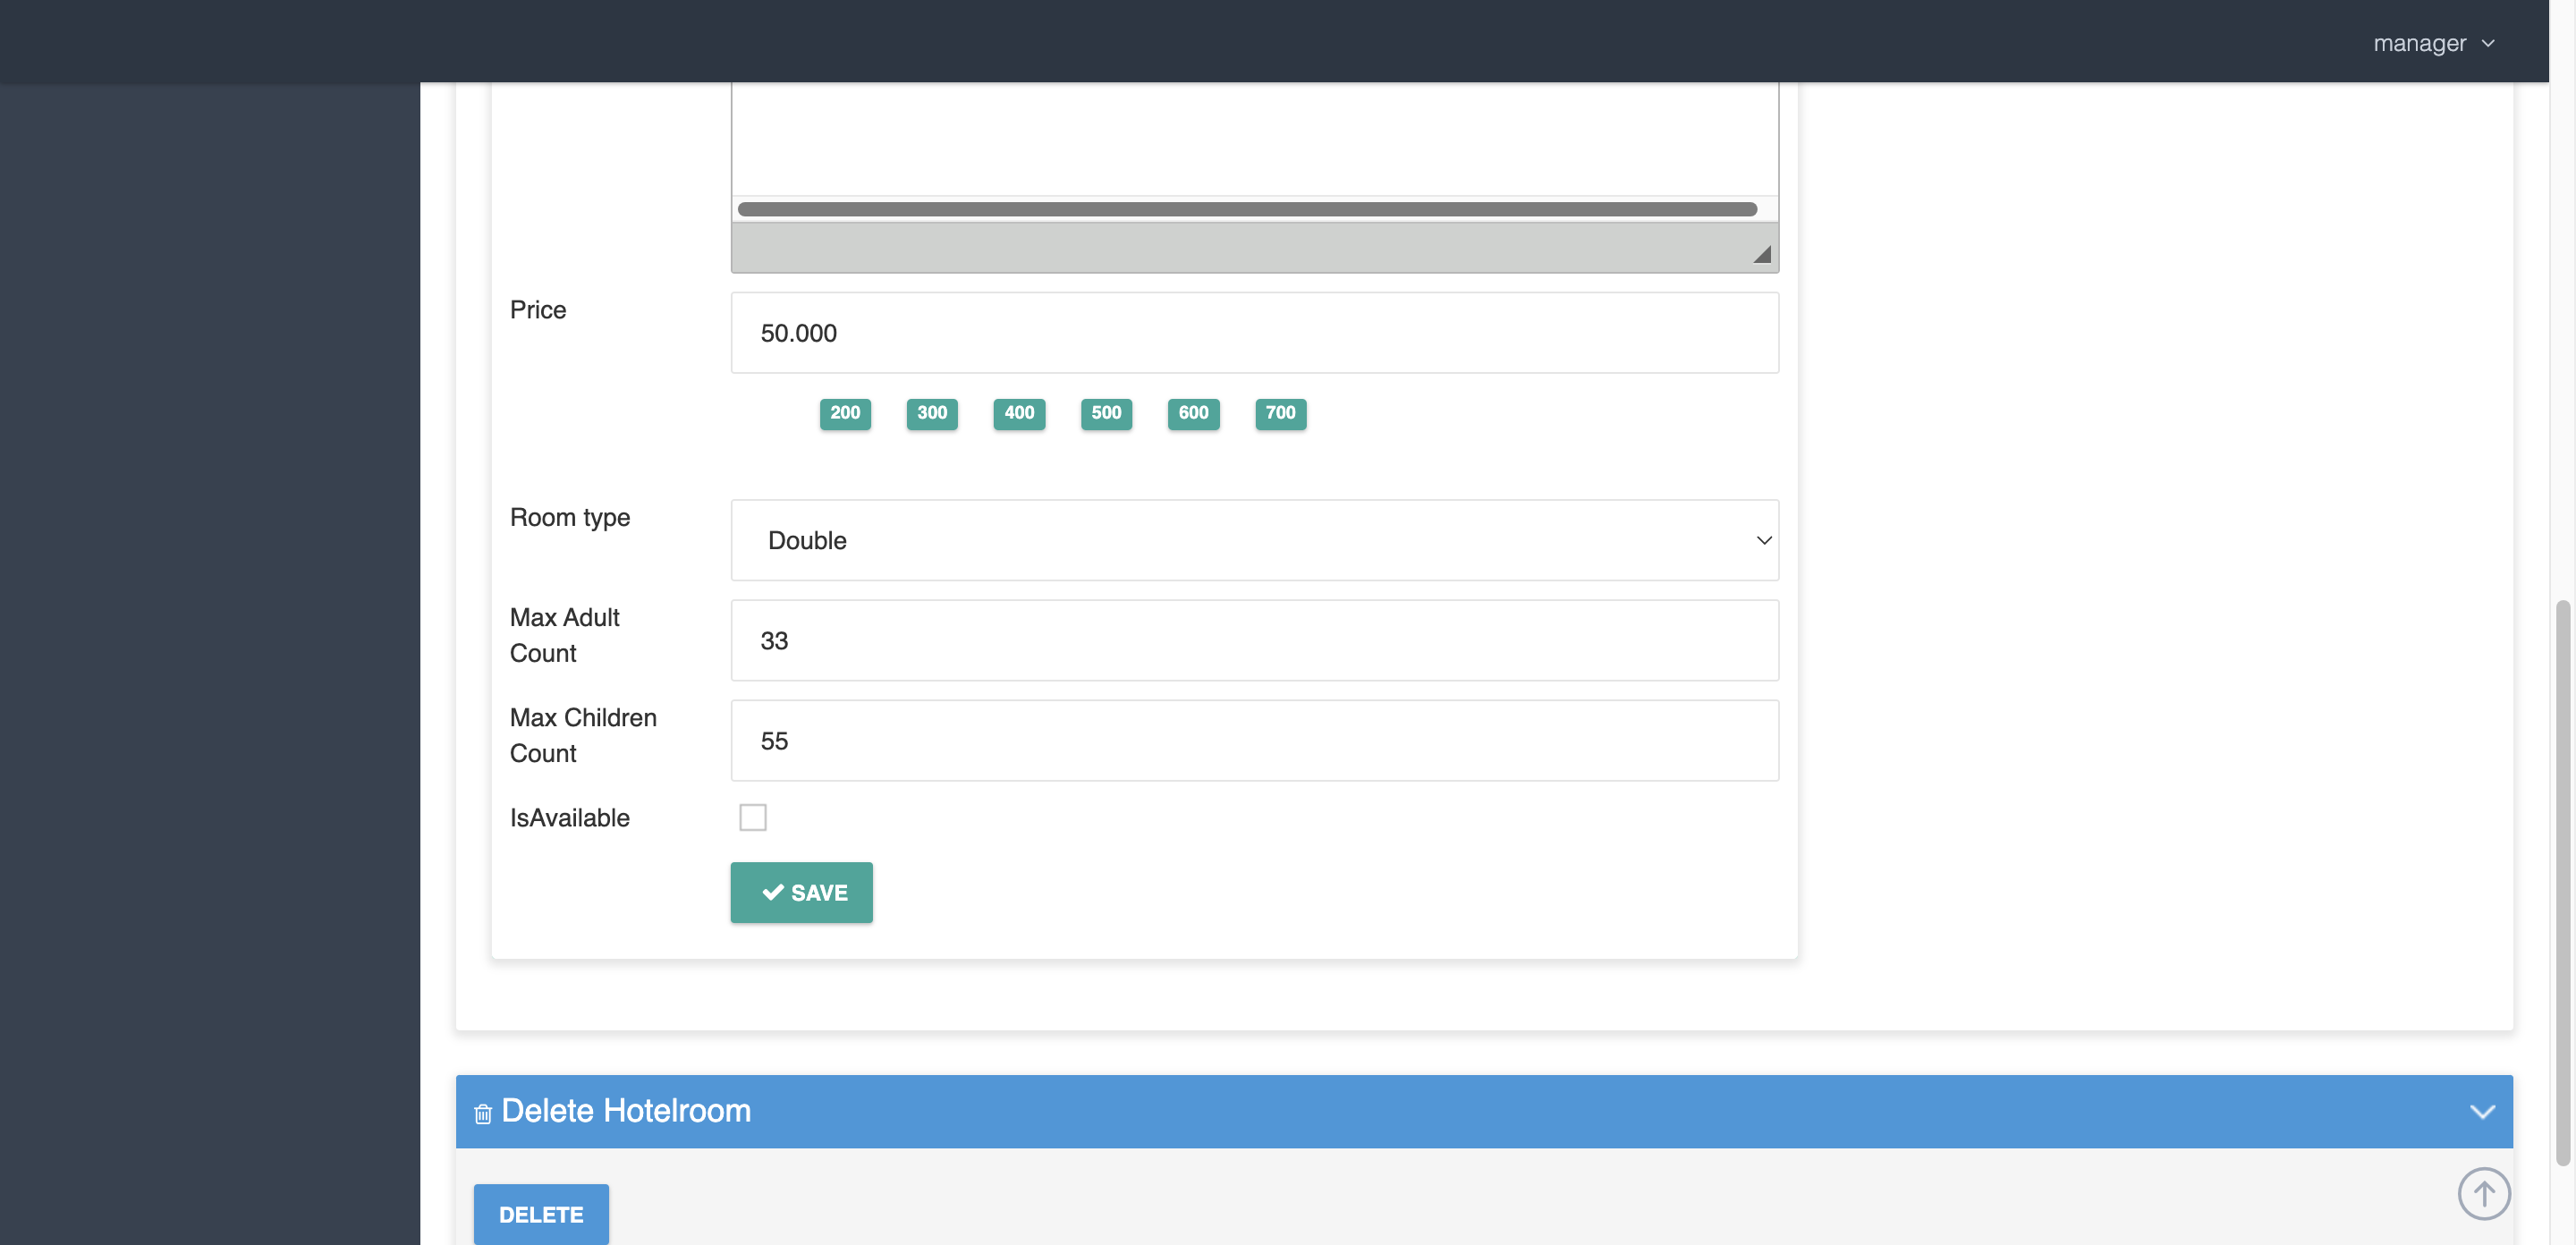 manager
Price
50.000
200 300 400 500 600 700
Room type
Double
Max Adult
Count
33
Max Children
Count
55
IsAvailable
SAVE
Delete Hotelroom
DELETE